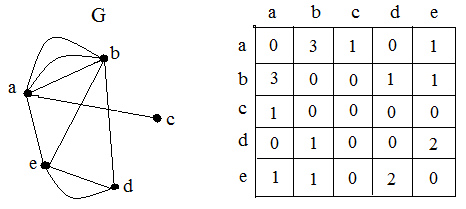 G
b
a
c
e
d
a b c d e
a 0 3 1 0 1
b 3 0 0 1 1
c 1 0 0 0 0
d 0 1 0 0 2
e 1 1 0 2 0